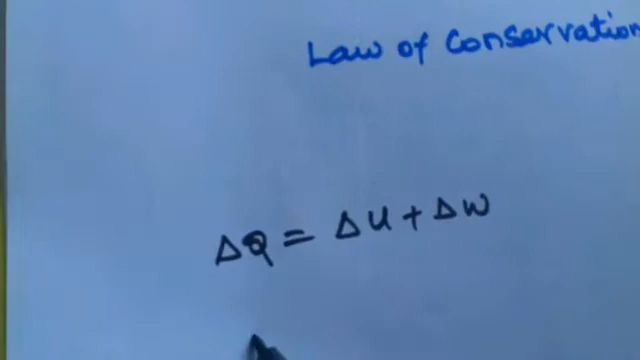 Law of Conservation
ΔQ = ΔU + ΔW